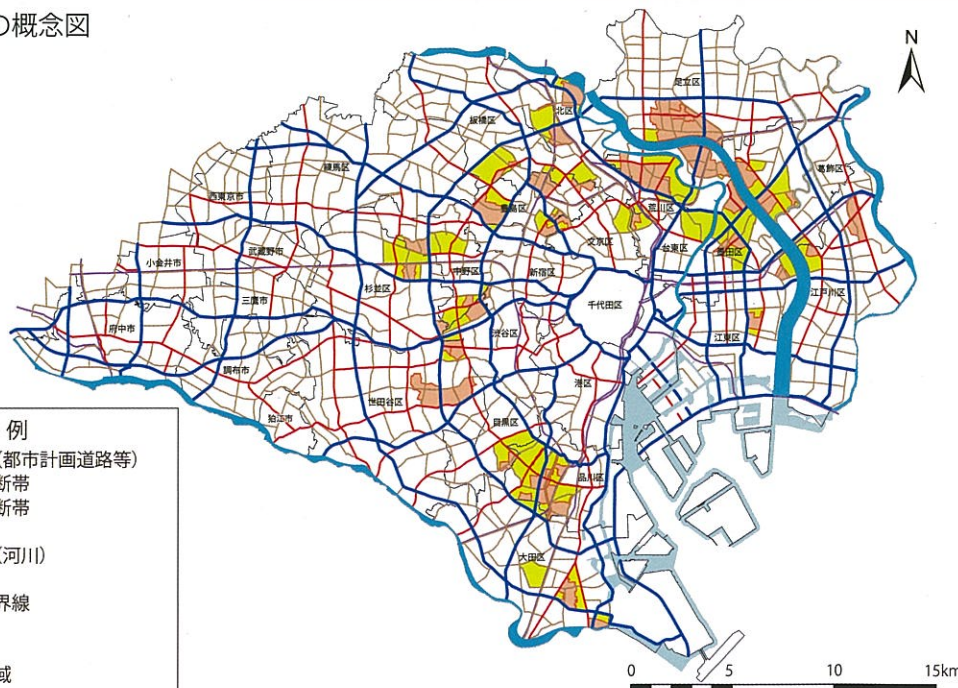 の概念図
N
足立区
北区
板橋区
葛飾区
練馬区
西東京市
豊島区
荒川区
文京区
台東区
墨田区
武蔵野市
小金井市
中野区
新宿区
杉並区
千代田区
江戸川区
三鷹市
府中市
渋谷区
江東区
調布市
港区
世田谷区
狛江市
目黒区
品川区
大田区
例
(都市計画道路等)
断帯
断帯
(河川)
界線
域
0 5 10 15km